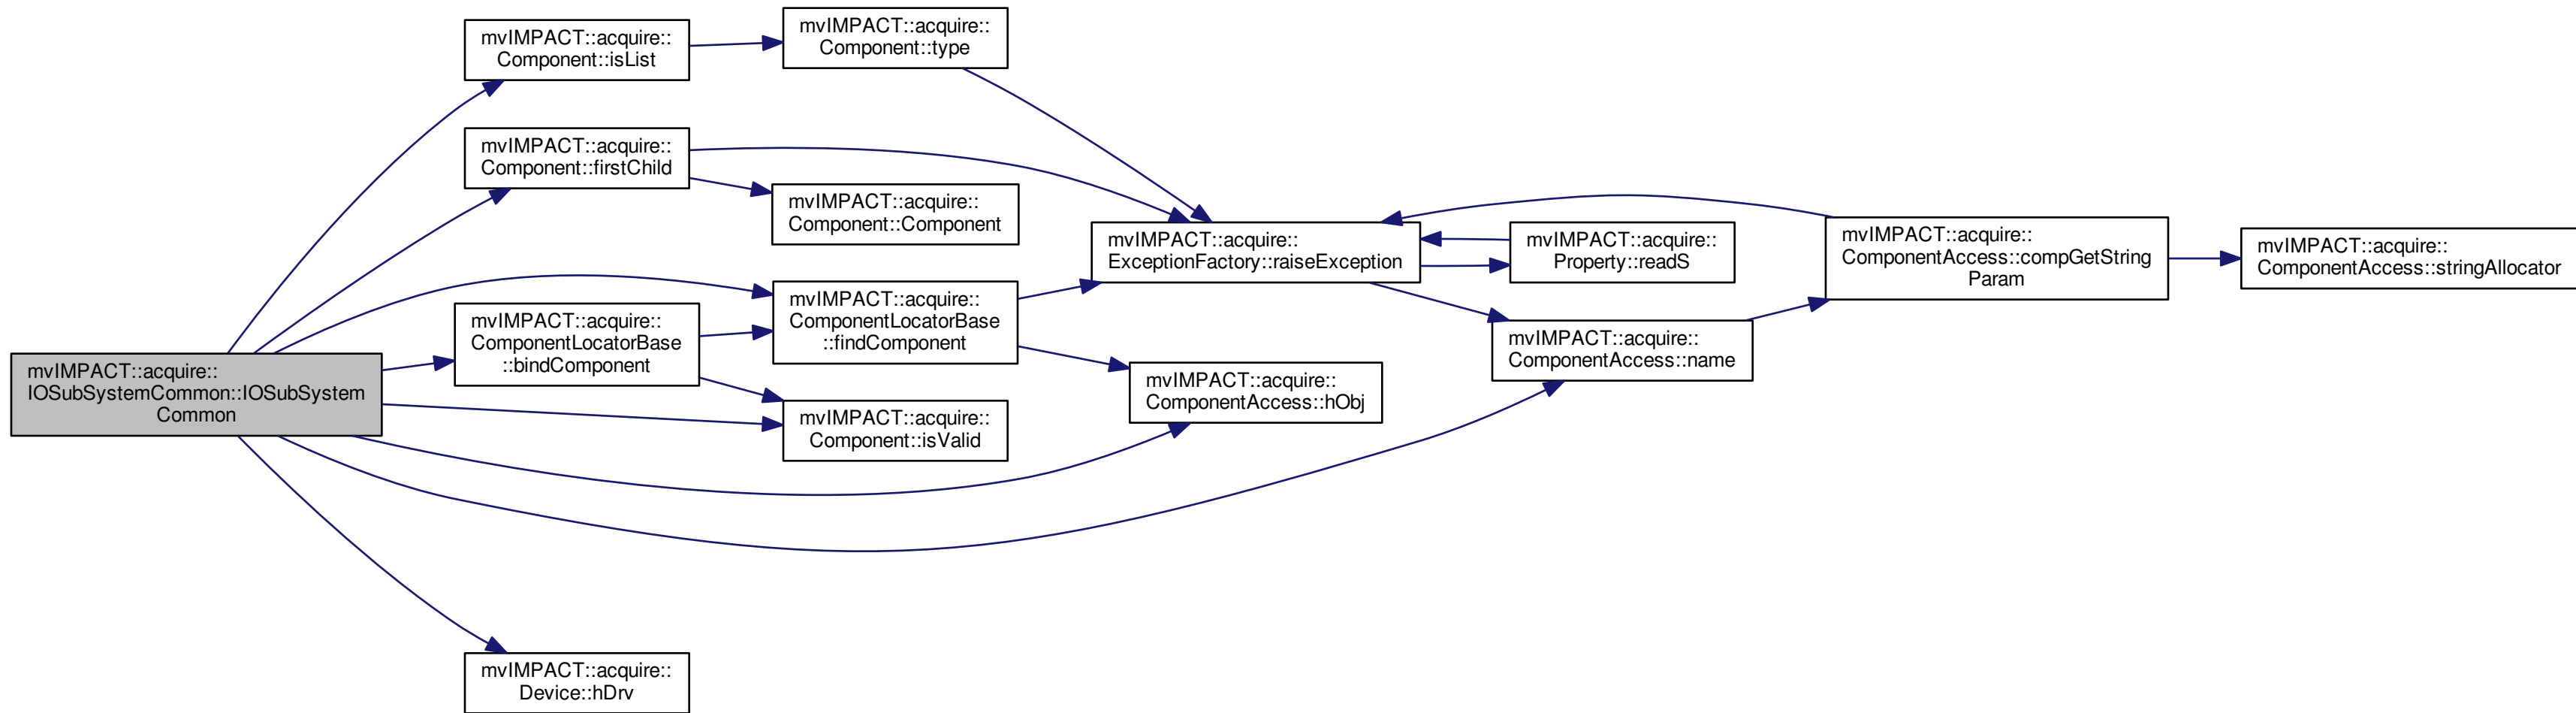 mvIMPACT::acquire::
IOSubSystemCommon::IOSubSystem
Common
mvIMPACT::acquire::
Component::isList
mvIMPACT::acquire::
Component::type
mvIMPACT::acquire::
Component::firstChild
mvIMPACT::acquire::
Component::Component
mvIMPACT::acquire::
ComponentLocatorBase
::bindComponent
mvIMPACT::acquire::
ComponentLocatorBase
::findComponent
mvIMPACT::acquire::
Component::isValid
mvIMPACT::acquire::
ExceptionFactory::raiseException
mvIMPACT::acquire::
ComponentAccess::hObj
mvIMPACT::acquire::
Property::readS
mvIMPACT::acquire::
ComponentAccess::name
mvIMPACT::acquire::
ComponentAccess::compGetString
Param
mvIMPACT::acquire::
ComponentAccess::stringAllocator
mvIMPACT::acquire::
Device::hDrv